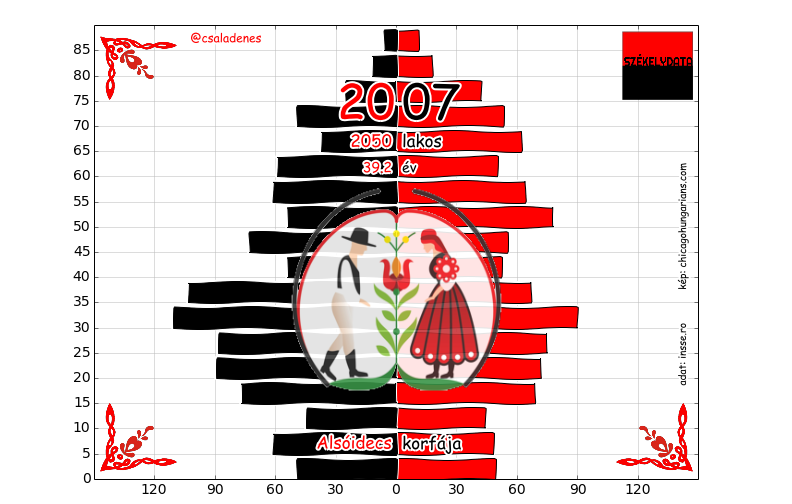 @csaladenes
SZÉKELYDATA
2007
2050 lakos
39.2 év
kép: chicagohungarians.com
adat: insse.ro
Alsóidecs korfája
85
80
75
70
65
60
55
50
45
40
35
30
25
20
15
10
5
0
120 90 60 30 0 30 60 90 120